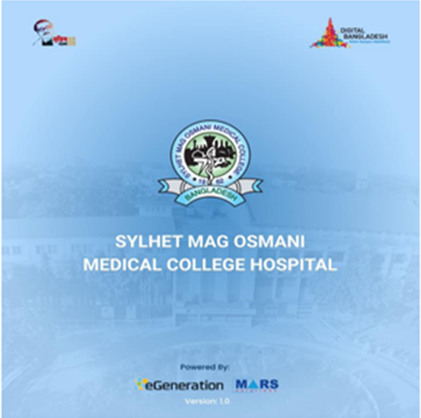 DIGITAL
BANGLADESH
SYLHET MAG OSMANI MEDICAL COLLEGE
BANGLADESH
SYLHET MAG OSMANI
MEDICAL COLLEGE HOSPITAL
Powered By:
eGeneration
MARS
Version: 1.0